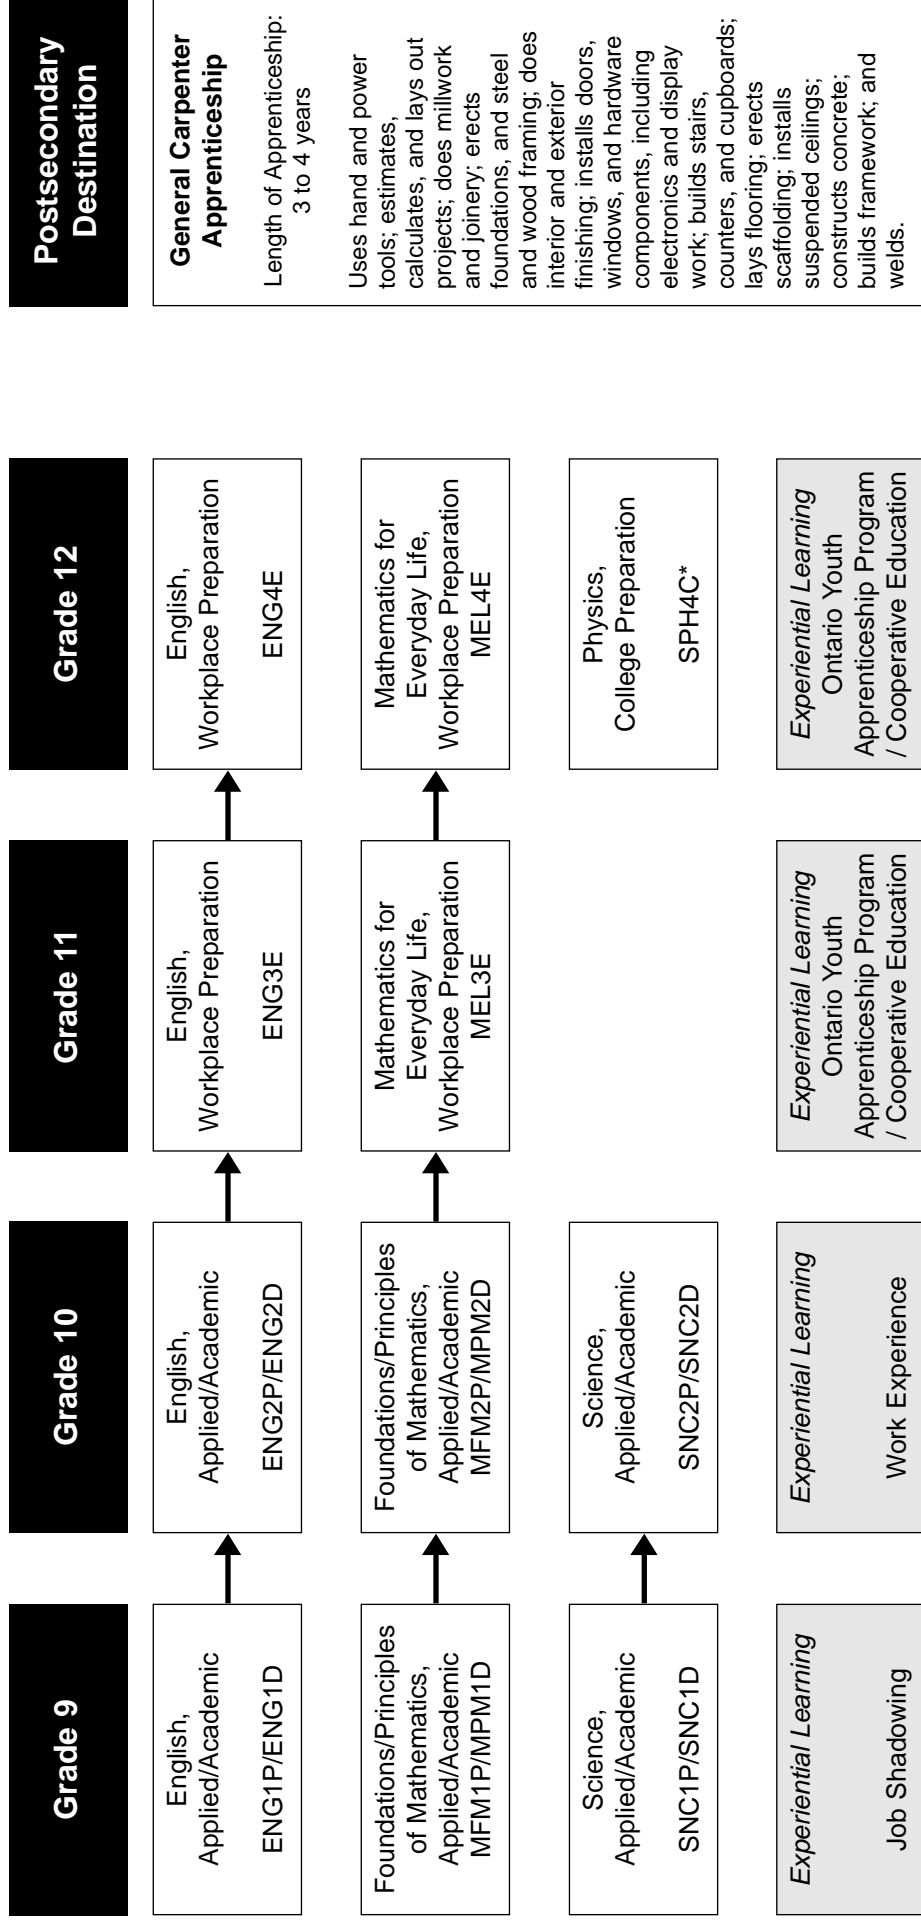 Grade 9
Grade 10
Grade 11
Grade 12
Postsecondary
Destination
English,
Applied/Academic
ENG1P/ENG1D
English,
Applied/Academic
ENG2P/ENG2D
English,
Workplace Preparation
ENG3E
English,
Workplace Preparation
ENG4E
Foundations/Principles
of Mathematics,
Applied/Academic
MFM1P/MPM1D
Foundations/Principles
of Mathematics,
Applied/Academic
MFM2P/MPM2D
Mathematics for
Everyday Life,
Workplace Preparation
MEL3E
Mathematics for
Everyday Life,
Workplace Preparation
MEL4E
Science,
Applied/Academic
SNC1P/SNC1D
Science,
Applied/Academic
SNC2P/SNC2D
Physics,
College Preparation
SPH4C*
Experiential Learning
Job Shadowing
Experiential Learning
Work Experience
Experiential Learning
Ontario Youth
Apprenticeship Program
/ Cooperative Education
Experiential Learning
Ontario Youth
Apprenticeship Program
/ Cooperative Education
General Carpenter
Apprenticeship
Length of Apprenticeship:
3 to 4 years
Uses hand and power
tools; estimates,
calculates, and lays out
projects; does millwork
and joinery; erects
foundations, and steel
and wood framing; does
interior and exterior
finishing; installs doors,
windows, and hardware
components, including
electronics and display
work; builds stairs,
counters, and cupboards;
lays flooring; erects
scaffolding; installs
suspended ceilings;
constructs concrete;
builds framework; and
welds.